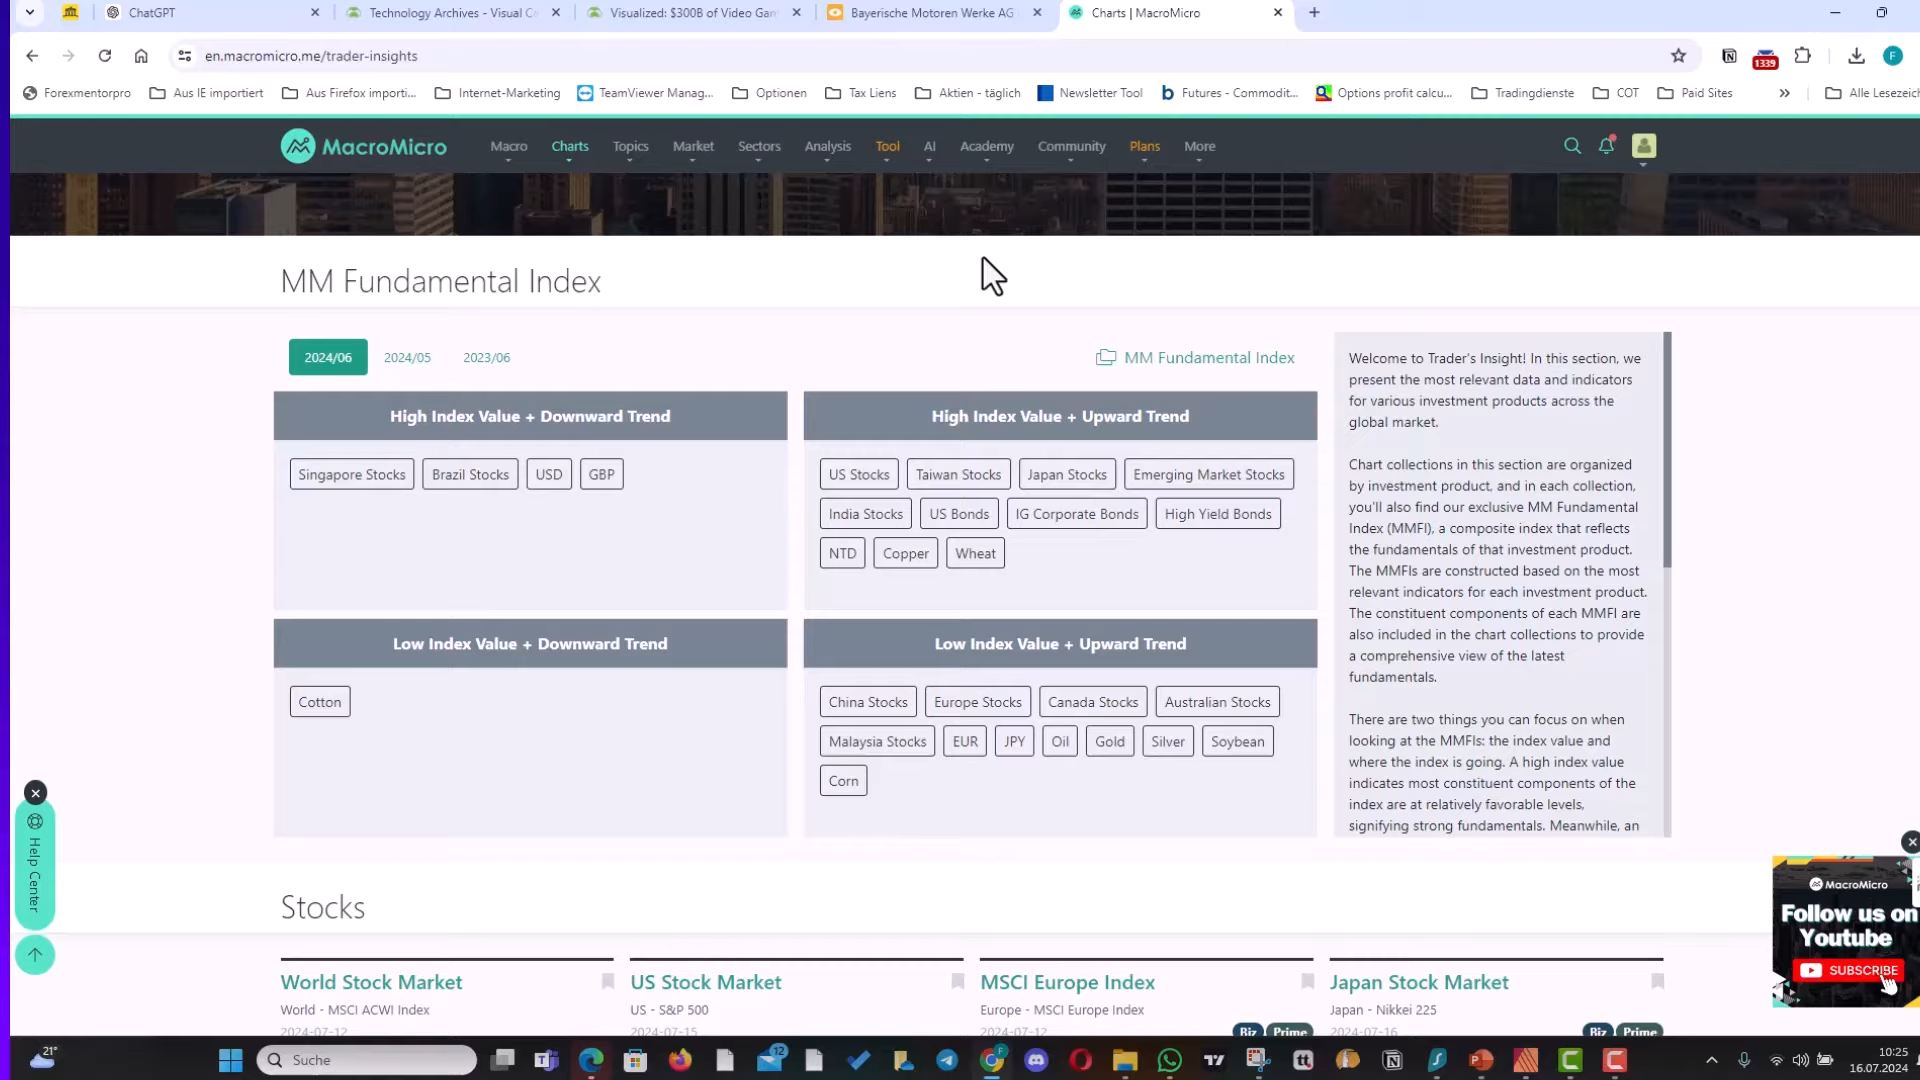 ChatGPT
Technology Archives - Visual C
Visualized: $300B of Video Gam
Bayerische Motoren Werke AG
Charts | MacroMicro
en.macromicro.me/trader-insights
1339
F
Forexmentorpro
Aus IE importiert
Aus Firefox importi...
Internet-Marketing
TeamViewer Manag...
Optionen
Tax Liens
Aktien - täglich
Newsletter Tool
Futures - Commodit...
Options profit calcu...
Tradingdienste
COT
Paid Sites
»
Alle Lesezeich
MacroMicro
Macro
Charts
Topics
Market
Sectors
Analysis
Tool
AI
Academy
Community
Plans
More
MM Fundamental Index
2024/06
2024/05
2023/06
MM Fundamental Index
High Index Value + Downward Trend
Singapore Stocks
Brazil Stocks
USD
GBP
High Index Value + Upward Trend
US Stocks
Taiwan Stocks
Japan Stocks
Emerging Market Stocks
India Stocks
US Bonds
IG Corporate Bonds
High Yield Bonds
NTD
Copper
Wheat
Low Index Value + Downward Trend
Cotton
Low Index Value + Upward Trend
China Stocks
Europe Stocks
Canada Stocks
Australian Stocks
Malaysia Stocks
EUR
JPY
Oil
Gold
Silver
Soybean
Corn
Welcome to Trader's Insight! In this section, we
present the most relevant data and indicators
for various investment products across the
global market.
Chart collections in this section are organized
by investment product, and in each collection,
you'll also find our exclusive MM Fundamental
Index (MMFI), a composite index that reflects
the fundamentals of that investment product.
The MMFIs are constructed based on the most
relevant indicators for each investment product.
The constituent components of each MMFI are
also included in the chart collections to provide
a comprehensive view of the latest
fundamentals.
There are two things you can focus on when
looking at the MMFIs: the index value and
where the index is going. A high index value
indicates most constituent components of the
index are at relatively favorable levels,
signifying strong fundamentals. Meanwhile, an
Help Center
MacroMicro
Follow us on
Youtube
SUBSCRIBE
Stocks
World Stock Market
World - MSCI ACWI Index
2024-07-12
US Stock Market
US - S&P 500
2024-07-15
MSCI Europe Index
Europe - MSCI Europe Index
2024-07-12
Biz
Prime
Japan Stock Market
Japan - Nikkei 225
2024-07-16
Biz
Prime
21°
Suche
12
F
10:25
16.07.2024